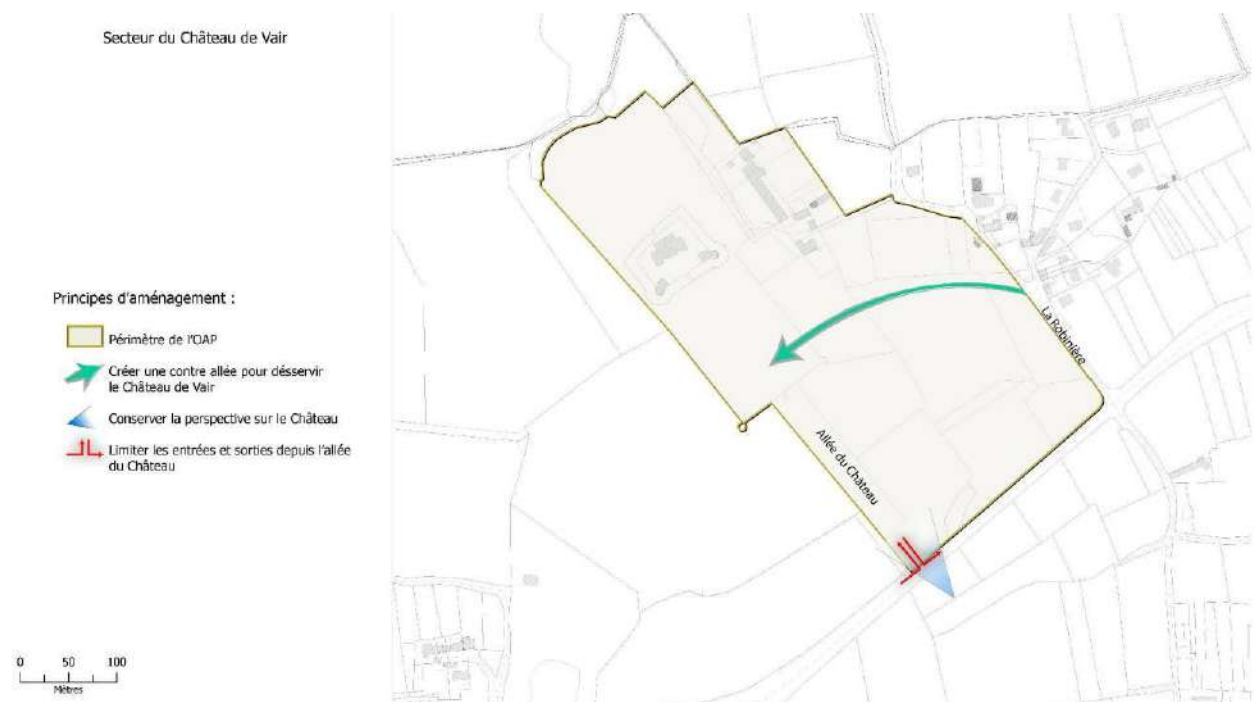 Secteur du Château de Vair
Principes d'aménagement :
Périmètre de l'OAP
Créer une contre allée pour désservir
le Château de Vair
Conserver la perspective sur le Château
Limiter les entrées et sorties depuis l'allée
du Château
La Robinière
Allée du Château
0 50 100
Mètres